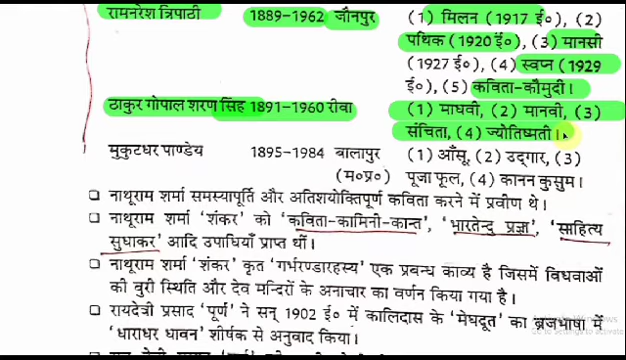 रामनरेश त्रिपाठी 1889–1962 जौनपुर (1) मिलन (1917 ई०), (2)
पथिक (1920 ई०), (3) मानसी
(1927 ई०), (4) स्वप्न (1929
ई०), (5) कविता-कौमुदी।
ठाकुर गोपाल शरण सिंह 1891–1960 रीवा (1) माधवी, (2) मानवी, (3)
संचिता, (4) ज्योतिष्मती।
मुकुटधर पाण्डेय 1895–1984 बालापुर (1) आँसू, (2) उद्गार, (3)
(म०प्र०) पूजा फूल, (4) कानन कुसुम।
❑ नाथूराम शर्मा समस्यापूर्ति और अतिशयोक्तिपूर्ण कविता करने में प्रवीण थे।
❑ नाथूराम शर्मा 'शंकर' को 'कविता-कामिनी-कान्त', 'भारतेन्दु प्रज्ञ', 'साहित्य
सुधाकर' आदि उपाधियाँ प्राप्त थीं।
❑ नाथूराम शर्मा 'शंकर' कृत 'गर्भरण्डारहस्य' एक प्रबन्ध काव्य है जिसमें विधवाओं
की बुरी स्थिति और देव मन्दिरों के अनाचार का वर्णन किया गया है।
❑ रायदेवी प्रसाद 'पूर्ण' ने सन् 1902 ई० में कालिदास के 'मेघदूत' का ब्रजभाषा में
'धाराधर धावन' शीर्षक से अनुवाद किया।